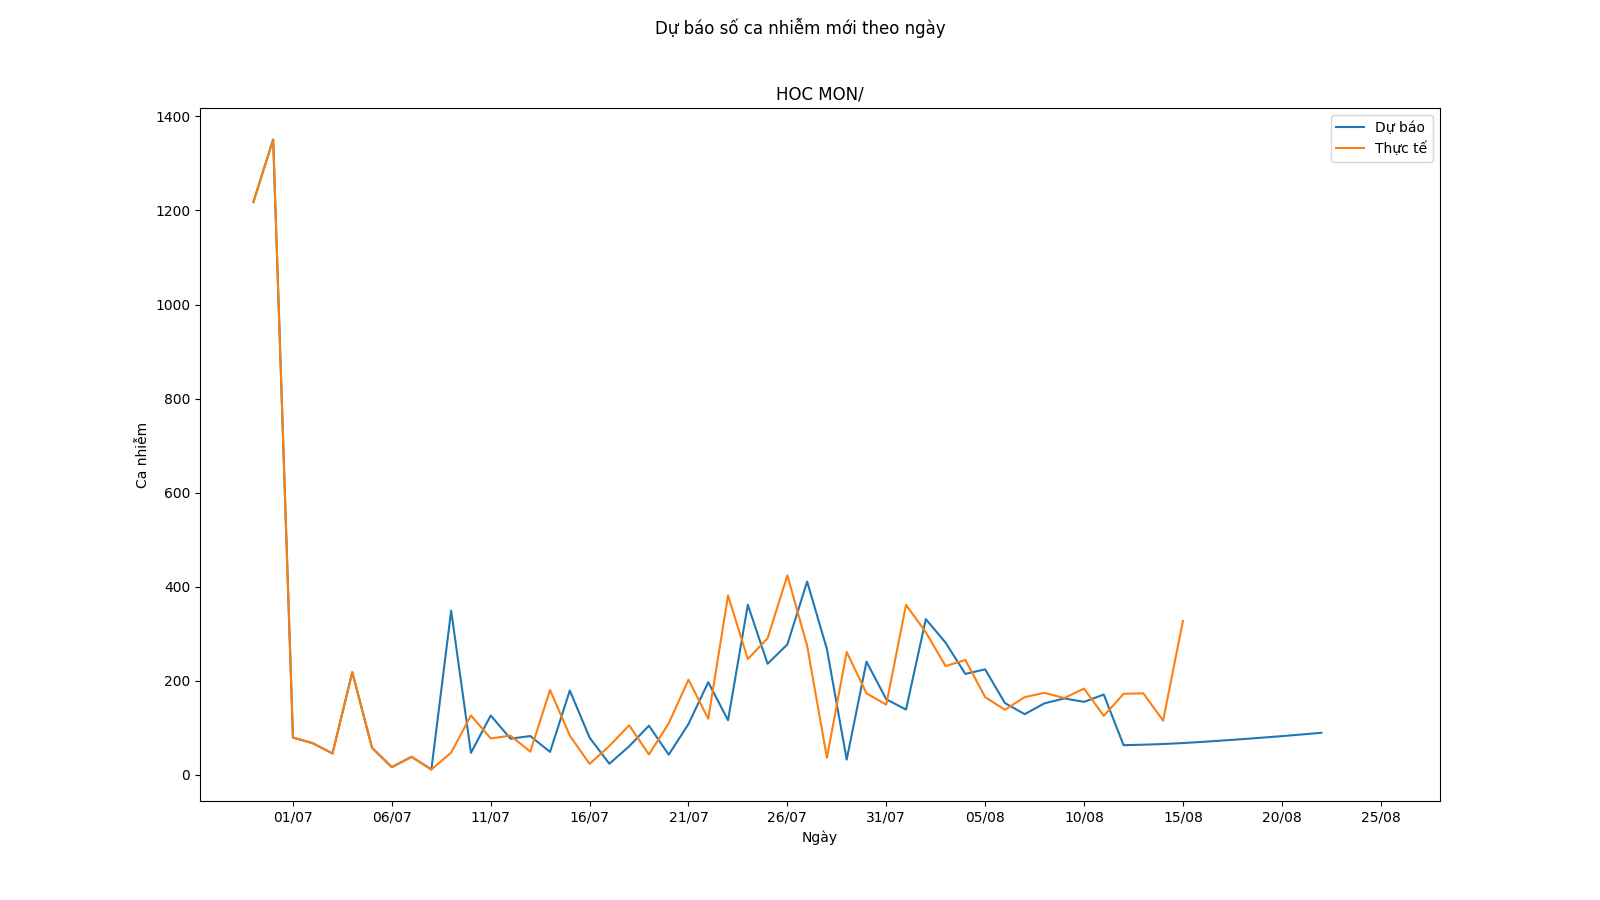 Dự báo số ca nhiễm mới theo ngày
HOC MON/
1400
1200
1000
800
600
400
200
0
Ca nhiễm
Dự báo
Thực tế
01/07 06/07 11/07 16/07 21/07 26/07 31/07 05/08 10/08 15/08 20/08 25/08
Ngày